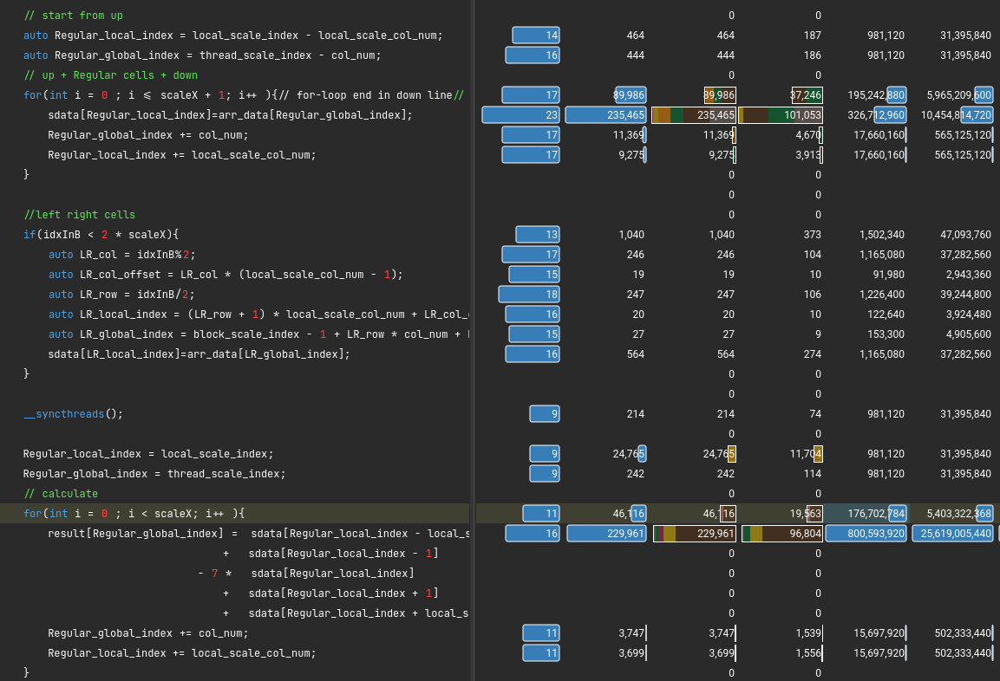 // start from up 0 0
auto Regular_local_index = local_scale_index - local_scale_col_num; 14 464 464 187 981,120 31,395,840
auto Regular_global_index = thread_scale_index - col_num; 16 444 444 186 981,120 31,395,840
// up + Regular cells + down 0 0
for(int i = 0 ; i <= scaleX + 1; i++ ){// for-loop end in down line// 17 89,986 89,986 37,246 195,242,880 5,965,209,600
sdata[Regular_local_index]=arr_data[Regular_global_index]; 23 235,465 235,465 101,053 326,712,960 10,454,814,720
Regular_global_index += col_num; 17 11,369 11,369 4,670 17,660,160 565,125,120
Regular_local_index += local_scale_col_num; 17 9,275 9,275 3,913 17,660,160 565,125,120
} 0 0
0 0
//left right cells 0 0
if(idxInB < 2 * scaleX){ 13 1,040 1,040 373 1,502,340 47,093,760
auto LR_col = idxInB%2; 17 246 246 104 1,165,080 37,282,560
auto LR_col_offset = LR_col * (local_scale_col_num - 1); 15 19 19 10 91,980 2,943,360
auto LR_row = idxInB/2; 18 247 247 106 1,226,400 39,244,800
auto LR_local_index = (LR_row + 1) * local_scale_col_num + LR_col_ 16 20 20 10 122,640 3,924,480
auto LR_global_index = block_scale_index - 1 + LR_row * col_num + 15 27 27 9 153,300 4,905,600
sdata[LR_local_index]=arr_data[LR_global_index]; 16 564 564 274 1,165,080 37,282,560
} 0 0
0 0
__syncthreads(); 9 214 214 74 981,120 31,395,840
0 0
Regular_local_index = local_scale_index; 9 24,765 24,765 11,704 981,120 31,395,840
Regular_global_index = thread_scale_index; 9 242 242 114 981,120 31,395,840
// calculate 0 0
for(int i = 0 ; i < scaleX; i++ ){ 11 46,116 46,116 19,563 176,702,784 5,403,322,368
result[Regular_global_index] = sdata[Regular_local_index - local_s 16 229,961 229,961 96,804 800,593,920 25,619,005,440
+ sdata[Regular_local_index - 1] 0 0
- 7 * sdata[Regular_local_index] 0 0
+ sdata[Regular_local_index + 1] 0 0
+ sdata[Regular_local_index + local_s 0 0
Regular_global_index += col_num; 11 3,747 3,747 1,539 15,697,920 502,333,440
Regular_local_index += local_scale_col_num; 11 3,699 3,699 1,556 15,697,920 502,333,440
} 0 0